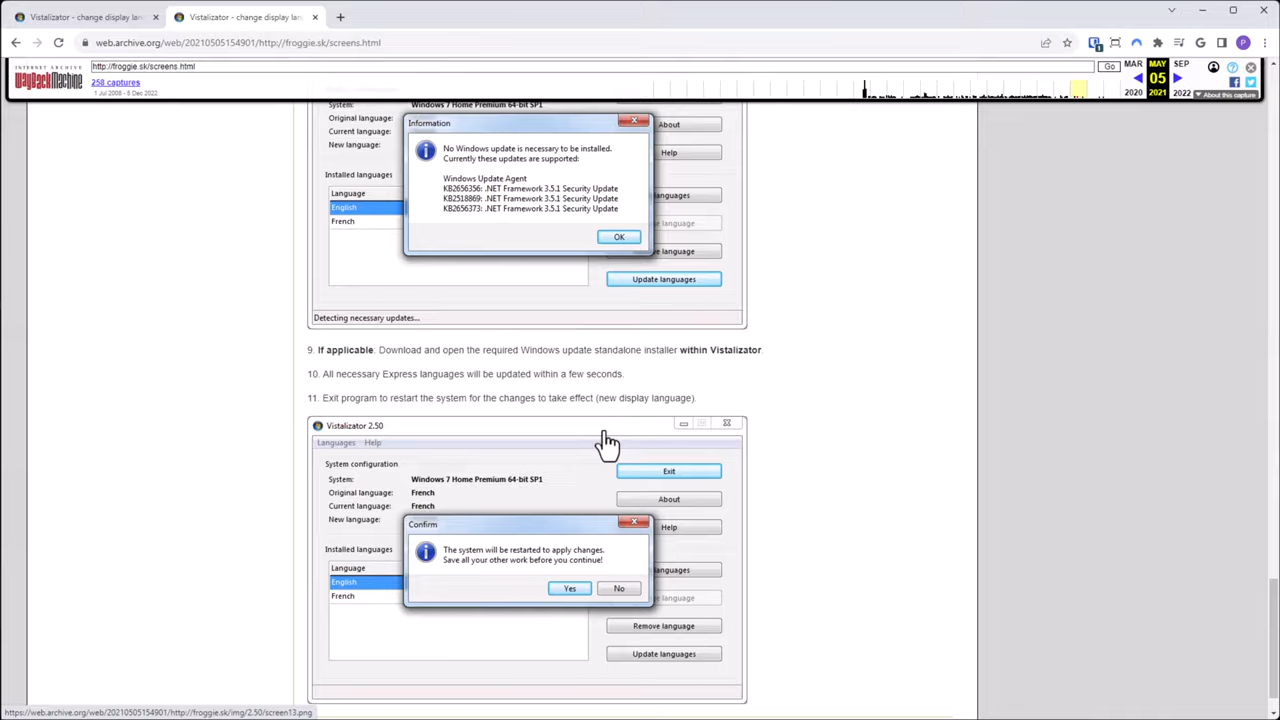 Vistalizator - change display lan
Vistalizator - change display lan
web.archive.org/web/20210505154901/http://froggie.sk/screens.html
INTERNET ARCHIVE
WayBackMachine
http://froggie.sk/screens.html
Go
MAR
MAY
SEP
258 captures
05
1 Jul 2008 - 5 Dec 2022
2020
2021
2022
About this capture
System:
Windows 7 Home Premium 64-bit SP1
Original language:
Current language:
New language:
Information
No Windows update is necessary to be installed.
Currently these updates are supported:
Windows Update Agent
KB2656356: .NET Framework 3.5.1 Security Update
KB2518869: .NET Framework 3.5.1 Security Update
KB2656373: .NET Framework 3.5.1 Security Update
OK
About
Help
Installed languages
Language
English
French
languages
e language
e language
Update languages
Detecting necessary updates...
9. If applicable: Download and open the required Windows update standalone installer within Vistalizator.
10. All necessary Express languages will be updated within a few seconds.
11. Exit program to restart the system for the changes to take effect (new display language).
Vistalizator 2.50
Languages Help
System configuration
System:
Windows 7 Home Premium 64-bit SP1
Original language:
French
Current language:
French
New language:
Exit
About
Help
Confirm
The system will be restarted to apply changes.
Save all your other work before you continue!
Yes
No
Installed languages
Language
English
French
languages
e language
Remove language
Update languages
https://web.archive.org/web/20210505154901/http://froggie.sk/img/2.50/screen13.png